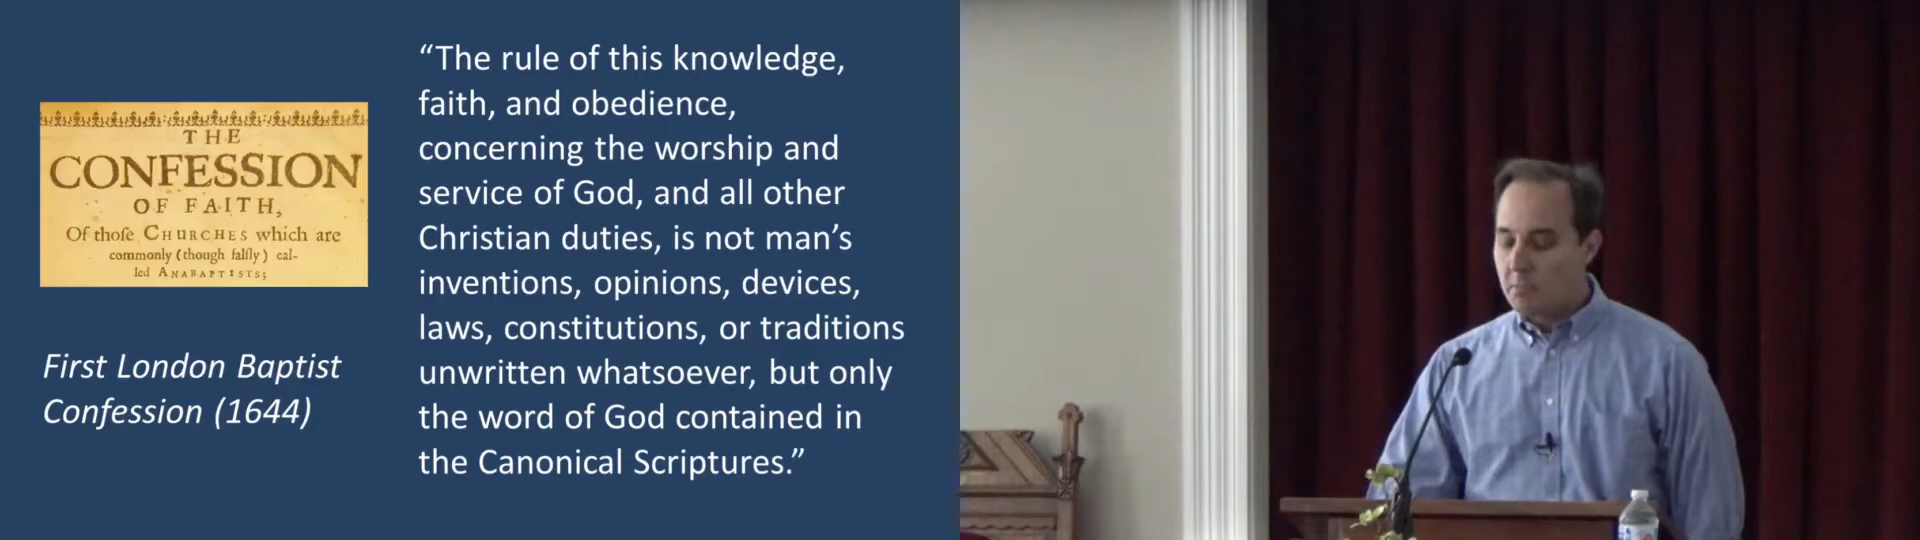 THE
CONFESSION
OF FAITH,
Of thoſe CHURCHES which are
commonly (though falſly) cal-
led ANABAPTISTS;
First London Baptist
Confession (1644)
“The rule of this knowledge,
faith, and obedience,
concerning the worship and
service of God, and all other
Christian duties, is not man’s
inventions, opinions, devices,
laws, constitutions, or traditions
unwritten whatsoever, but only
the word of God contained in
the Canonical Scriptures.”